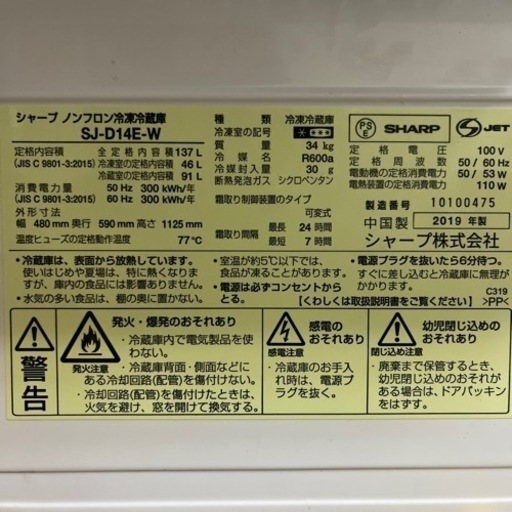 シャープ ノンフロン冷凍冷蔵庫
SJ-D14E-W
定格内容積 全定格内容積 137 L
(JIS C 9801-3:2015) 冷凍室の定格内容積 46 L
冷蔵室の定格内容積 91 L
消費電力量 50 Hz 300 kWh/年
(JIS C 9801-3:2015) 60 Hz 300 kWh/年
外形寸法
幅 480 mm 奥行 590 mm 高さ 1125 mm
温度ヒューズの定格動作温度 77℃
種類 冷凍冷蔵庫
冷凍室の記号
質量 34 kg
冷媒 R600a
冷媒封入量 30 g
断熱発泡ガス シクロペンタン
霜取り制御装置のタイプ
可変式
霜取り間隔 最長 24 時間
最短 7 時間
PS
E
SHARP
JET
定格電圧 100 V
定格周波数 50 / 60 Hz
電動機の定格消費電力 50 / 53 W
電熱装置の定格消費電力 110 W
製造番号 10100475
中国製 2019 年製
シャープ株式会社
• 冷蔵庫は、表面から放熱しています。
使いはじめや夏場は、特に熱くなりま
すが、庫内の食品には影響ありません。
• 水気の多い食品は、棚の奥に置かない。
• 室温が約5℃以下では、
食品が凍ることがある。
• 電源は必ずコンセントから
とる。
• 電源プラグを抜いたら6分待つ。
すぐに差し込むと冷蔵庫に無理が
かかります。
【くわしくは取扱説明書をご覧ください】
C319
>PP<
警告
発火・爆発のおそれあり
発火注意
• 冷蔵庫内で電気製品を使
わない。
• 冷蔵庫背面・側面などに
ある冷却回路(配管)を傷付けない。
• 冷却回路(配管)を傷付けたときは、
火気を避け、窓を開けて換気する。
感電の
おそれあり
感電注意
• 冷蔵庫のお手入
れ時は、電源プ
ラグを抜く。
幼児閉じ込めの
おそれあり
閉じ込め注意
• 廃棄まで保管するとき、
幼児閉じ込めのおそれが
ある場合は、ドアパッキン
をはずす。